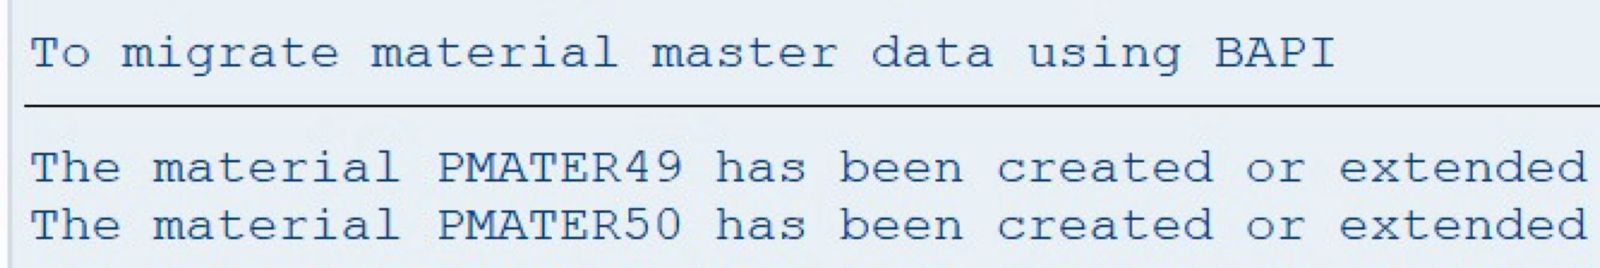 To migrate material master data using BAPI
The material PMATER49 has been created or extended
The material PMATER50 has been created or extended